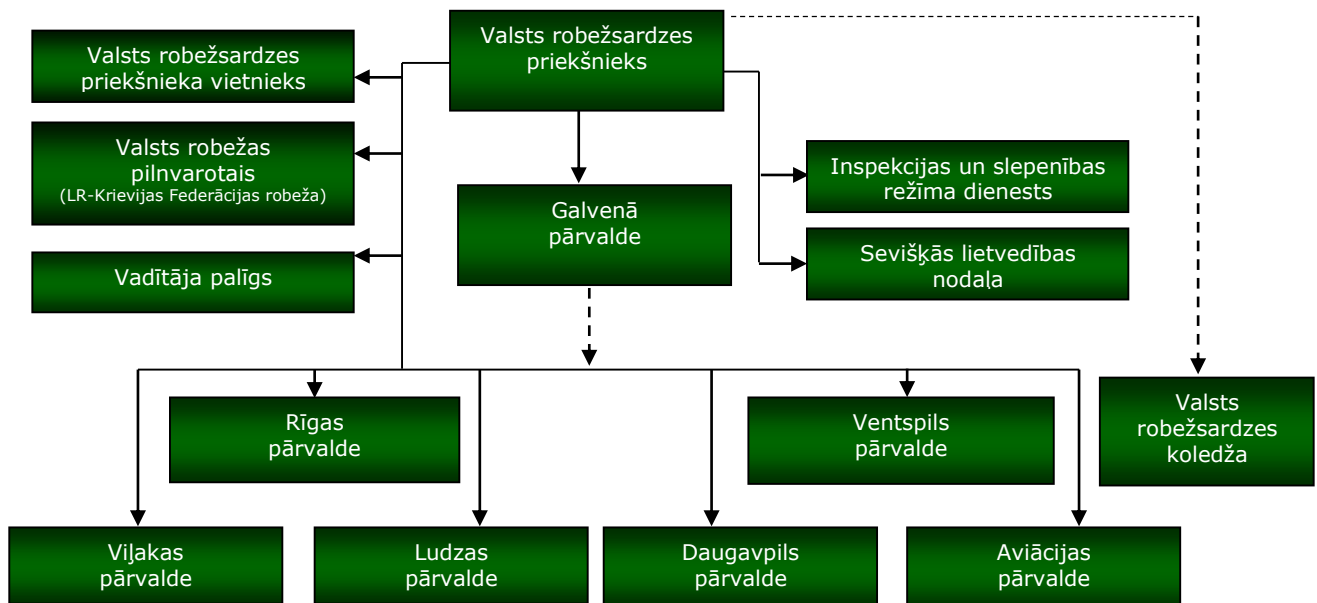 Valsts robežsardzes
priekšnieks
Valsts robežsardzes
priekšnieka vietnieks
Valsts robežas
pilnvarotais
(LR-Krievijas Federācijas robeža)
Vadītāja palīgs
Galvenā
pārvalde
Inspekcijas un slepenības
režīma dienests
Sevišķās lietvedības
nodaļa
Rīgas
pārvalde
Ventspils
pārvalde
Valsts
robežsardzes
koledža
Viļakas
pārvalde
Ludzas
pārvalde
Daugavpils
pārvalde
Aviācijas
pārvalde